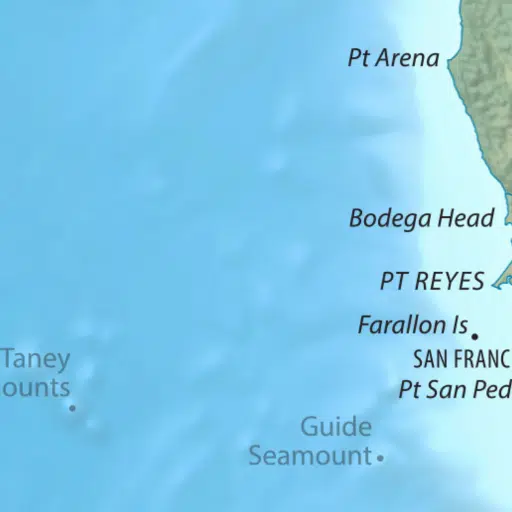 Pt Arena
Bodega Head
PT REYES
Farallon Is
Taney
ounts
SAN FRANC
Pt San Ped
Guide
Seamount